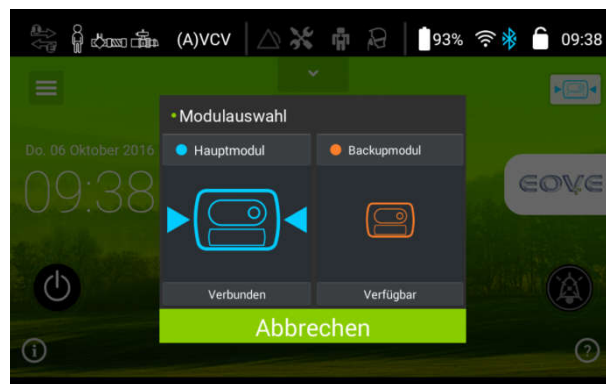 (A)VCV 93% 09:38
• Modulauswahl
Do. 06 Oktober 2016
09:38
Hauptmodul Backupmodul
EOVE
Verbunden Verfügbar
Abbrechen
i ?